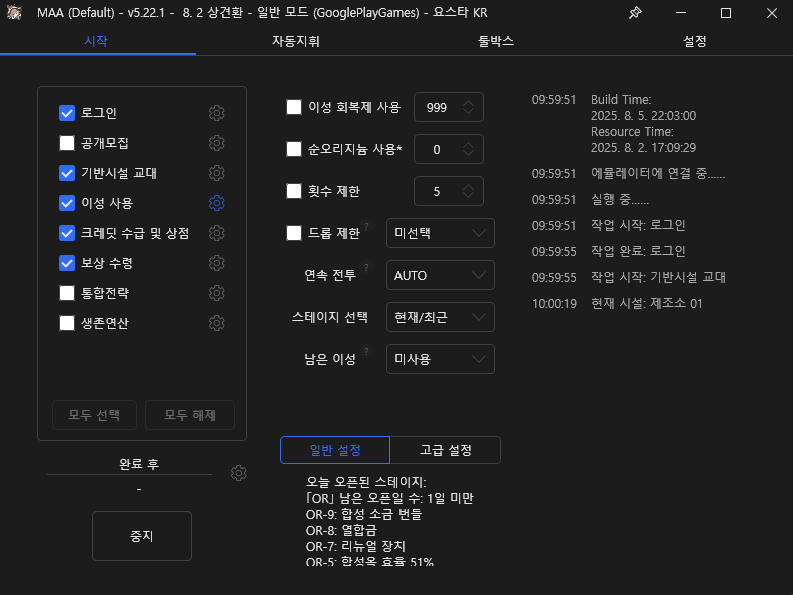 MAA (Default) - v5.22.1 - 8. 2 상견환 - 일반 모드 (GooglePlayGames) - 요스타 KR
시작
자동지휘
툴박스
설정
로그인
공개모집
기반시설 교대
이성 사용
크레딧 수급 및 상점
보상 수령
통합전략
생존연산
모두 선택
모두 해제
완료 후
-
중지
이성 회복제 사용
999
순오리지늄 사용*
0
횟수 제한
5
드롭 제한 ?
미선택
연속 전투 ?
AUTO
스테이지 선택
현재/최근
남은 이성 ?
미사용
일반 설정
고급 설정
오늘 오픈된 스테이지:
「OR」 남은 오픈일 수: 1일 미만
OR-9: 합성 소금 번들
OR-8: 열합금
OR-7: 리뉴얼 장치
OR-5: 합성옥 효율 51%
09:59:51 Build Time:
2025. 8. 5. 22:03:00
Resource Time:
2025. 8. 2. 17:09:29
09:59:51 에뮬레이터에 연결 중......
09:59:51 실행 중......
09:59:51 작업 시작: 로그인
09:59:55 작업 완료: 로그인
09:59:55 작업 시작: 기반시설 교대
10:00:19 현재 시설: 제조소 01